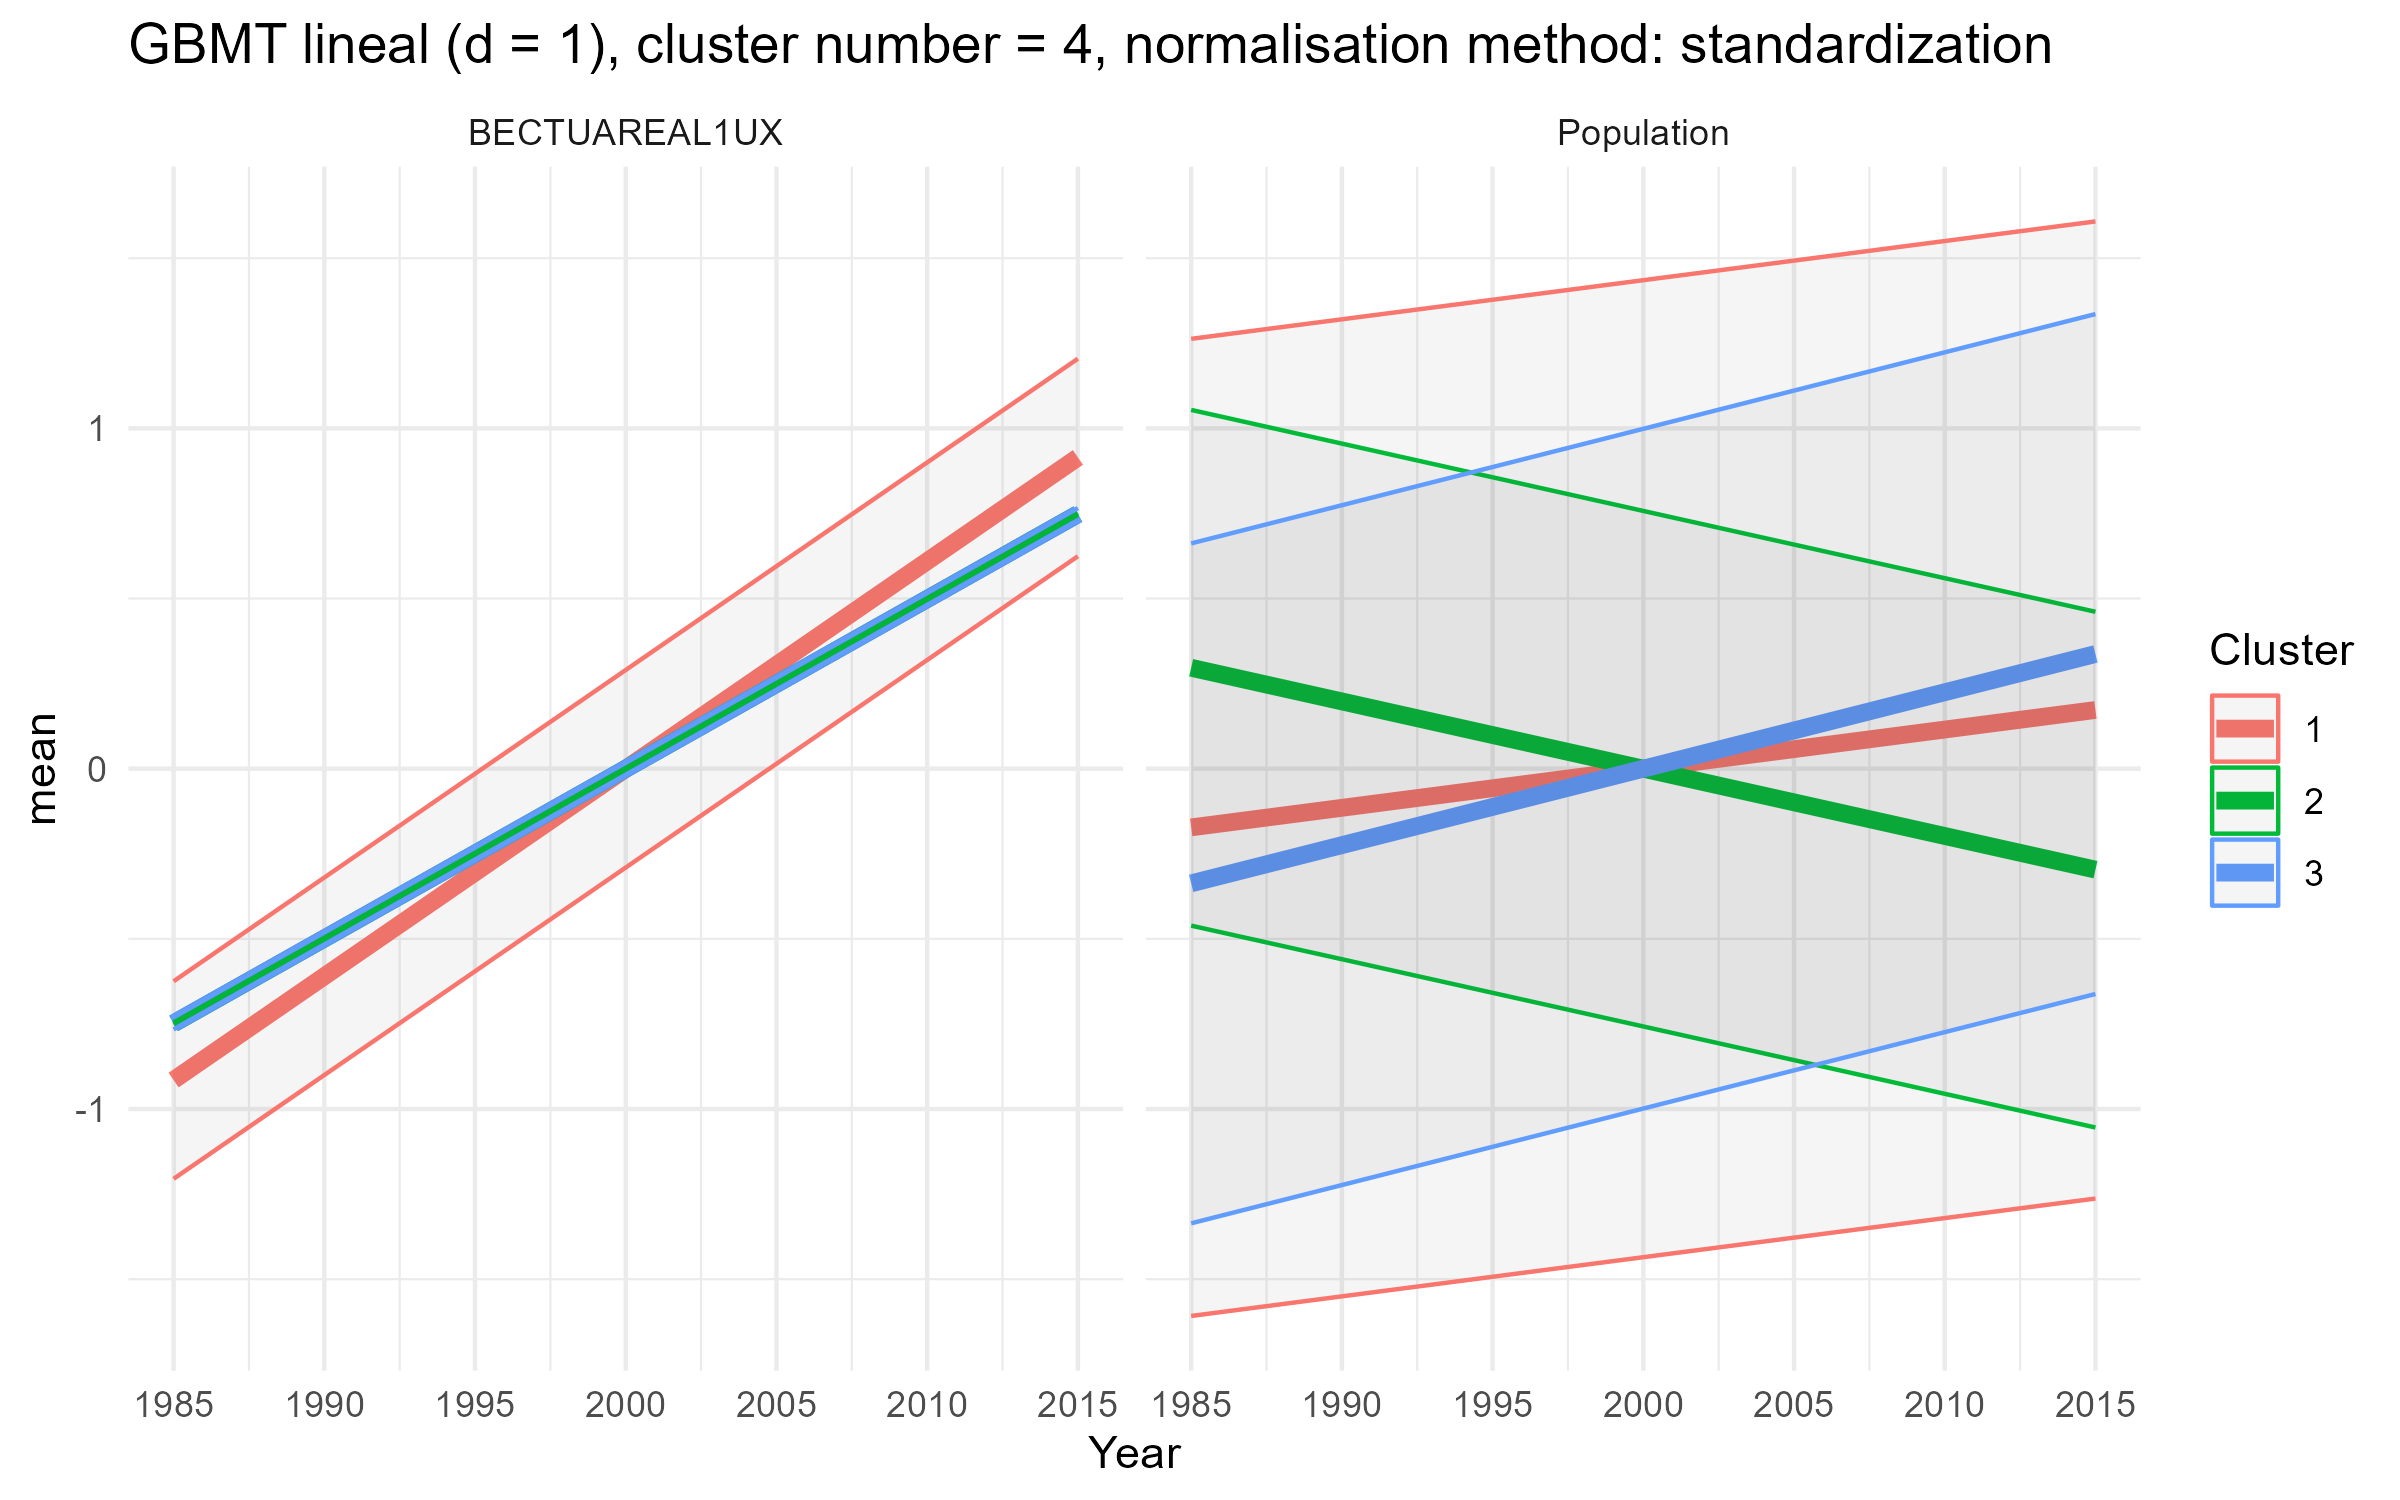 GBMT lineal (d = 1), cluster number = 4, normalisation method: standardization
BECTUAREAL1UX
Population
1
0
-1
mean
1985 1990 1995 2000 2005 2010 2015
1985 1990 1995 2000 2005 2010 2015
Year
Cluster
1
2
3